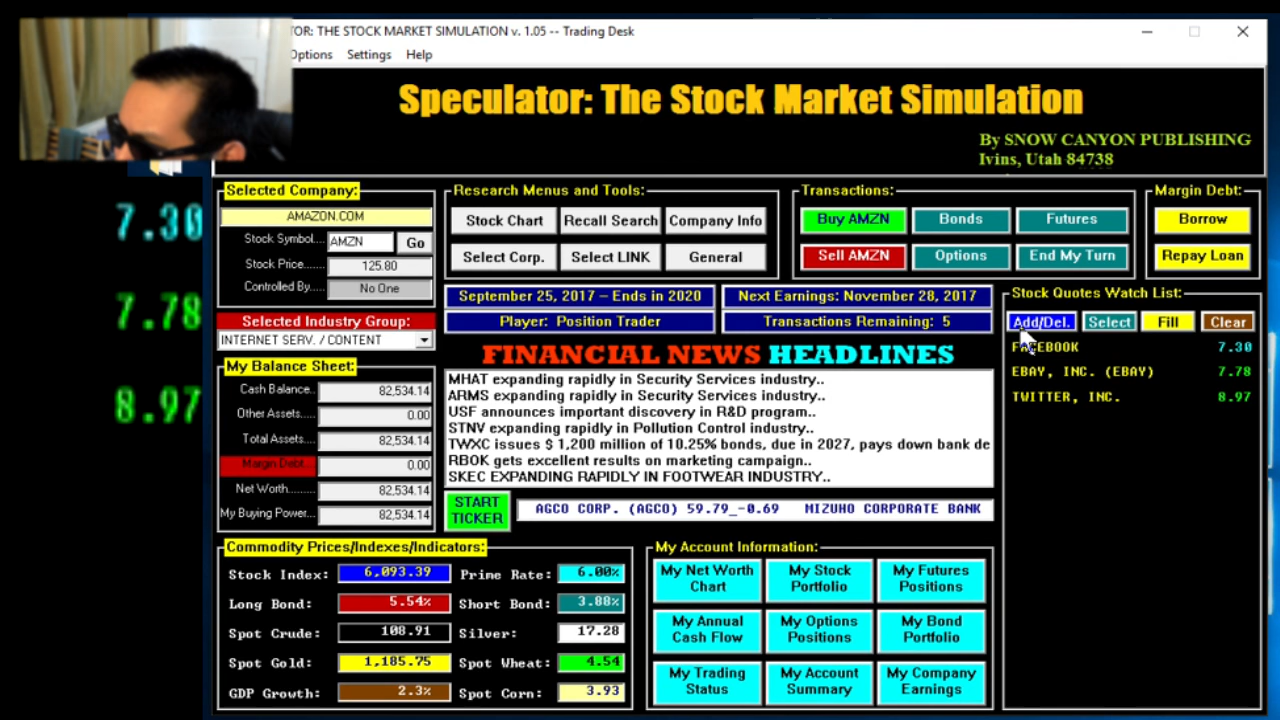 TOR: THE STOCK MARKET SIMULATION v. 1.05 -- Trading Desk
Options Settings Help
Speculator: The Stock Market Simulation
By SNOW CANYON PUBLISHING
Ivins, Utah 84738
7.30
7.78
8.97
Selected Company:
AMAZON.COM
Stock Symbol.... AMZN Go
Stock Price....... 125.80
Controlled By..... No One
Selected Industry Group:
INTERNET SERV. / CONTENT
My Balance Sheet:
Cash Balance.. 82,534.14
Other Assets..... 0.00
Total Assets..... 82,534.14
Margin Debt... 0.00
Net Worth........ 82,534.14
My Buying Power... 82,534.14
Research Menus and Tools:
Stock Chart Recall Search Company Info
Select Corp. Select LINK General
Transactions:
Buy AMZN Bonds Futures
Sell AMZN Options End My Turn
Margin Debt:
Borrow
Repay Loan
September 25, 2017 – Ends in 2020 Next Earnings: November 28, 2017
Player: Position Trader Transactions Remaining: 5
FINANCIAL NEWS HEADLINES
MHAT expanding rapidly in Security Services industry..
ARMS expanding rapidly in Security Services industry..
USF announces important discovery in R&D program..
STNV expanding rapidly in Pollution Control industry..
TWXC issues $ 1,200 million of 10.25% bonds, due in 2027, pays down bank de
RBOK gets excellent results on marketing campaign..
SKEC EXPANDING RAPIDLY IN FOOTWEAR INDUSTRY..
START
TICKER
AGCO CORP. (AGCO) 59.79_-0.69 MIZUHO CORPORATE BANK
Stock Quotes Watch List:
Add/Del. Select Fill Clear
FACEBOOK 7.30
EBAY, INC. (EBAY) 7.78
TWITTER, INC. 8.97
Commodity Prices/Indexes/Indicators:
Stock Index: 6,093.39 Prime Rate: 6.00%
Long Bond: 5.54% Short Bond: 3.88%
Spot Crude: 108.91 Silver: 17.28
Spot Gold: 1,185.75 Spot Wheat: 4.54
GDP Growth: 2.3% Spot Corn: 3.93
My Account Information:
My Net Worth
Chart
My Stock
Portfolio
My Futures
Positions
My Annual
Cash Flow
My Options
Positions
My Bond
Portfolio
My Trading
Status
My Account
Summary
My Company
Earnings